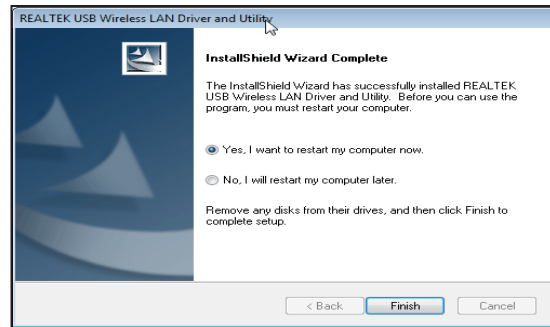 REALTEK USB Wireless LAN Driver and Utility
InstallShield Wizard Complete
The InstallShield Wizard has successfully installed REALTEK
USB Wireless LAN Driver and Utility. Before you can use the
program, you must restart your computer.
Yes, I want to restart my computer now.
No, I will restart my computer later.
Remove any disks from their drives, and then click Finish to
complete setup.
< Back
Finish
Cancel